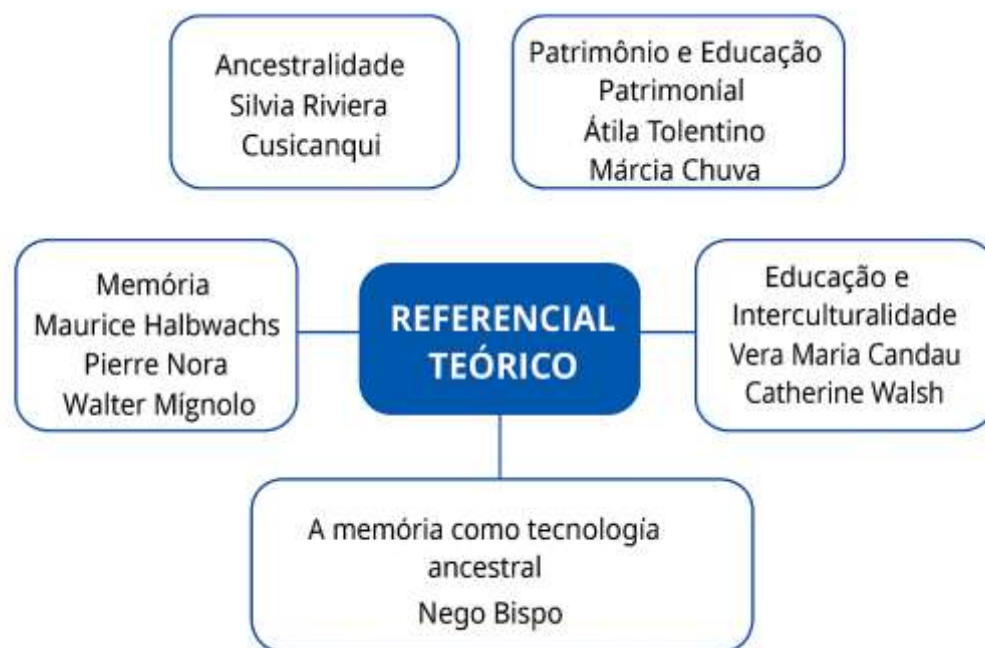 Ancestralidade
Silvia Riviera
Cusicanqui
Patrimônio e Educação
Patrimonial
Átila Tolentino
Márcia Chuva
Memória
Maurice Halbwachs
Pierre Nora
Walter Mignolo
REFERENCIAL
TEÓRICO
Educação e
Interculturalidade
Vera Maria Candau
Catherine Walsh
A memória como tecnologia
ancestral
Nego Bispo